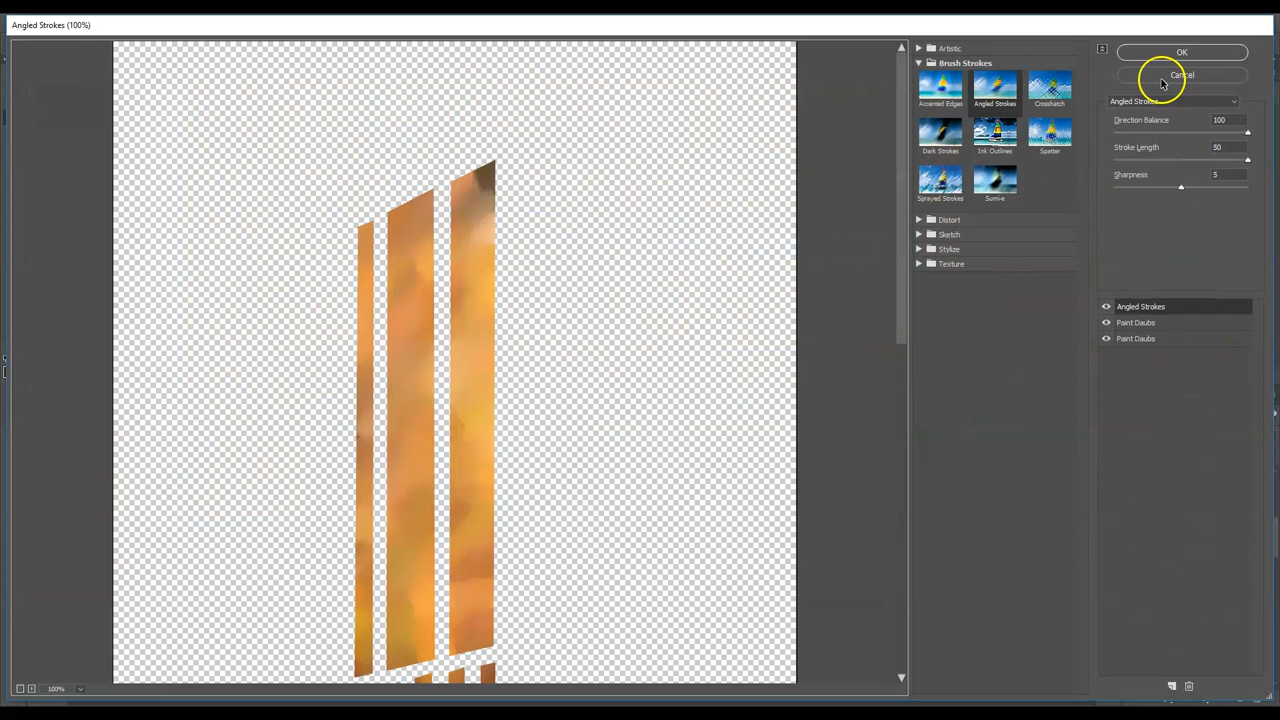 Angled Strokes (100%)
Artistic
Brush Strokes
Accented Edges
Angled Strokes
Crosshatch
Dark Strokes
Ink Outlines
Spatter
Sprayed Strokes
Sumi-e
Distort
Sketch
Stylize
Texture
OK
Cancel
Angled Strokes
Direction Balance 100
Stroke Length 50
Sharpness 5
Angled Strokes
Paint Daubs
Paint Daubs
100%